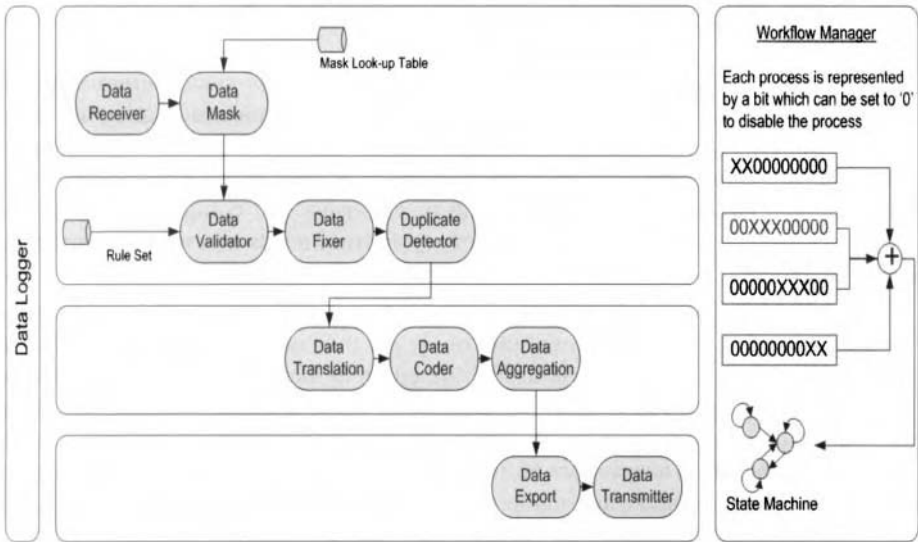 Data Logger
Mask Look-up Table
Data
Receiver
Data
Mask
Rule Set
Data
Validator
Data
Fixer
Duplicate
Detector
Data
Translation
Data
Coder
Data
Aggregation
Data
Export
Data
Transmitter
Workflow Manager
Each process is represented
by a bit which can be set to '0'
to disable the process
XX00000000
00XXX00000
00000XXX00
00000000XX
+
State Machine